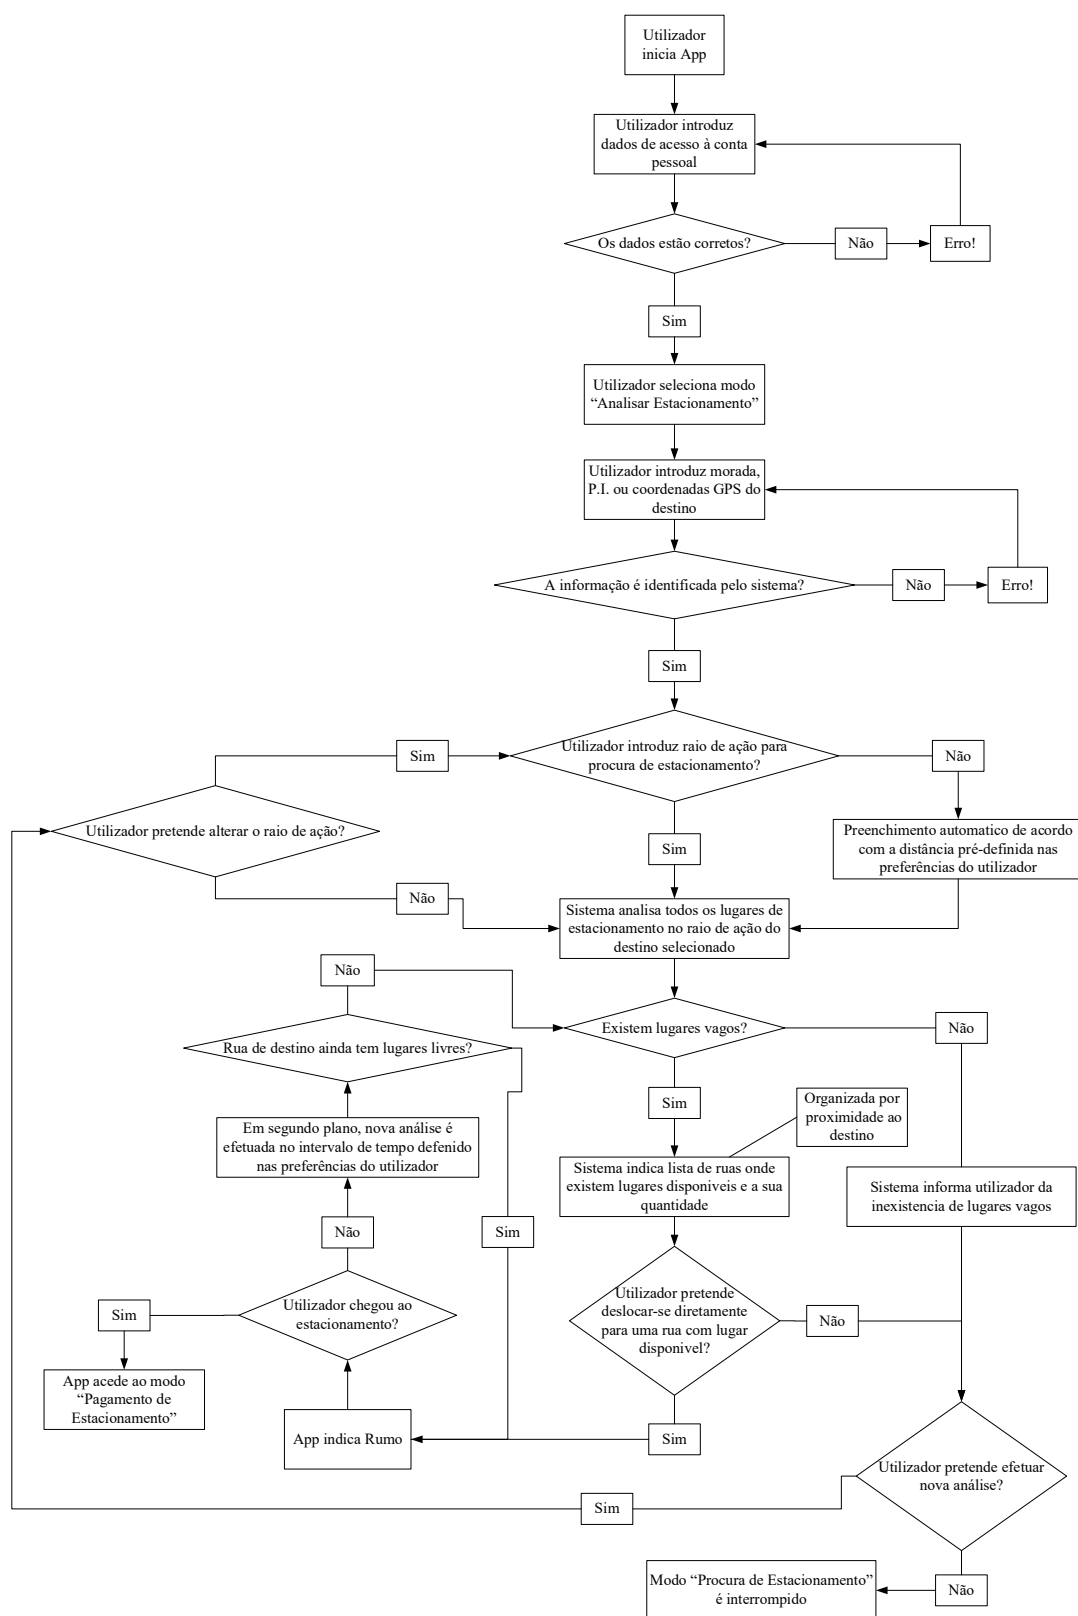 Utilizador
inicia App
Utilizador introduz
dados de acesso à conta
pessoal
Os dados estão corretos?
Não
Erro!
Sim
Utilizador seleciona modo
“Analisar Estacionamento”
Utilizador introduz morada,
P.I. ou coordenadas GPS do
destino
A informação é identificada pelo sistema?
Não
Erro!
Sim
Sim
Utilizador introduz raio de ação para
procura de estacionamento?
Não
Utilizador pretende alterar o raio de ação?
Sim
Preenchimento automatico de acordo
com a distância pré-definida nas
preferências do utilizador
Não
Sistema analisa todos os lugares de
estacionamento no raio de ação do
destino selecionado
Não
Existem lugares vagos?
Não
Rua de destino ainda tem lugares livres?
Sim
Organizada por
proximidade ao
destino
Em segundo plano, nova análise é
efetuada no intervalo de tempo defenido
nas preferências do utilizador
Sistema indica lista de ruas onde
existem lugares disponiveis e a sua
quantidade
Sistema informa utilizador da
inexistencia de lugares vagos
Não
Sim
Utilizador pretende
deslocar-se diretamente
para uma rua com lugar
disponivel?
Não
Sim
Utilizador chegou ao
estacionamento?
App acede ao modo
“Pagamento de
Estacionamento”
App indica Rumo
Sim
Utilizador pretende efetuar
nova análise?
Sim
Modo “Procura de Estacionamento”
é interrompido
Não